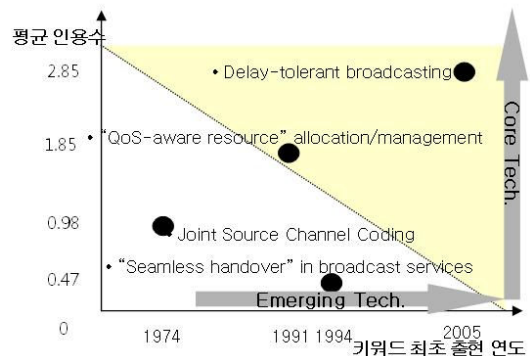 평균 인용수
2.85
• Delay-tolerant broadcasting
1.85
• “QoS-aware resource” allocation/management
0.98
• Joint Source Channel Coding
• “Seamless handover” in broadcast services
0.47
Emerging Tech.
Core Tech.
0
1974
1991
1994
2005
키워드 최초 출현 연도